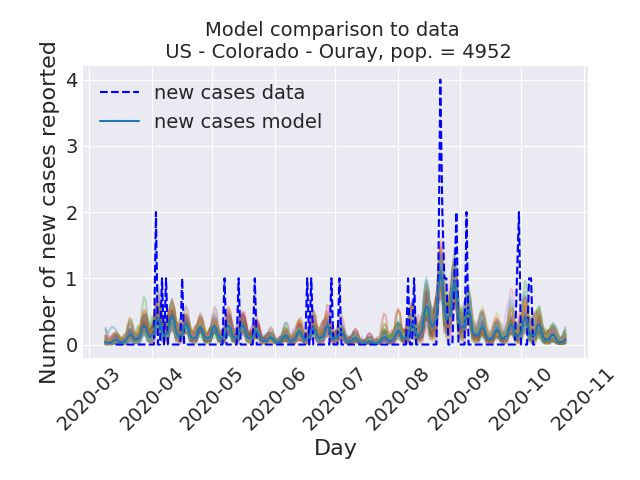 Model comparison to data
US - Colorado - Ouray, pop. = 4952
new cases data
new cases model
Number of new cases reported
4
3
2
1
0
2020-03
2020-04
2020-05
2020-06
2020-07
2020-08
2020-09
2020-10
2020-11
Day